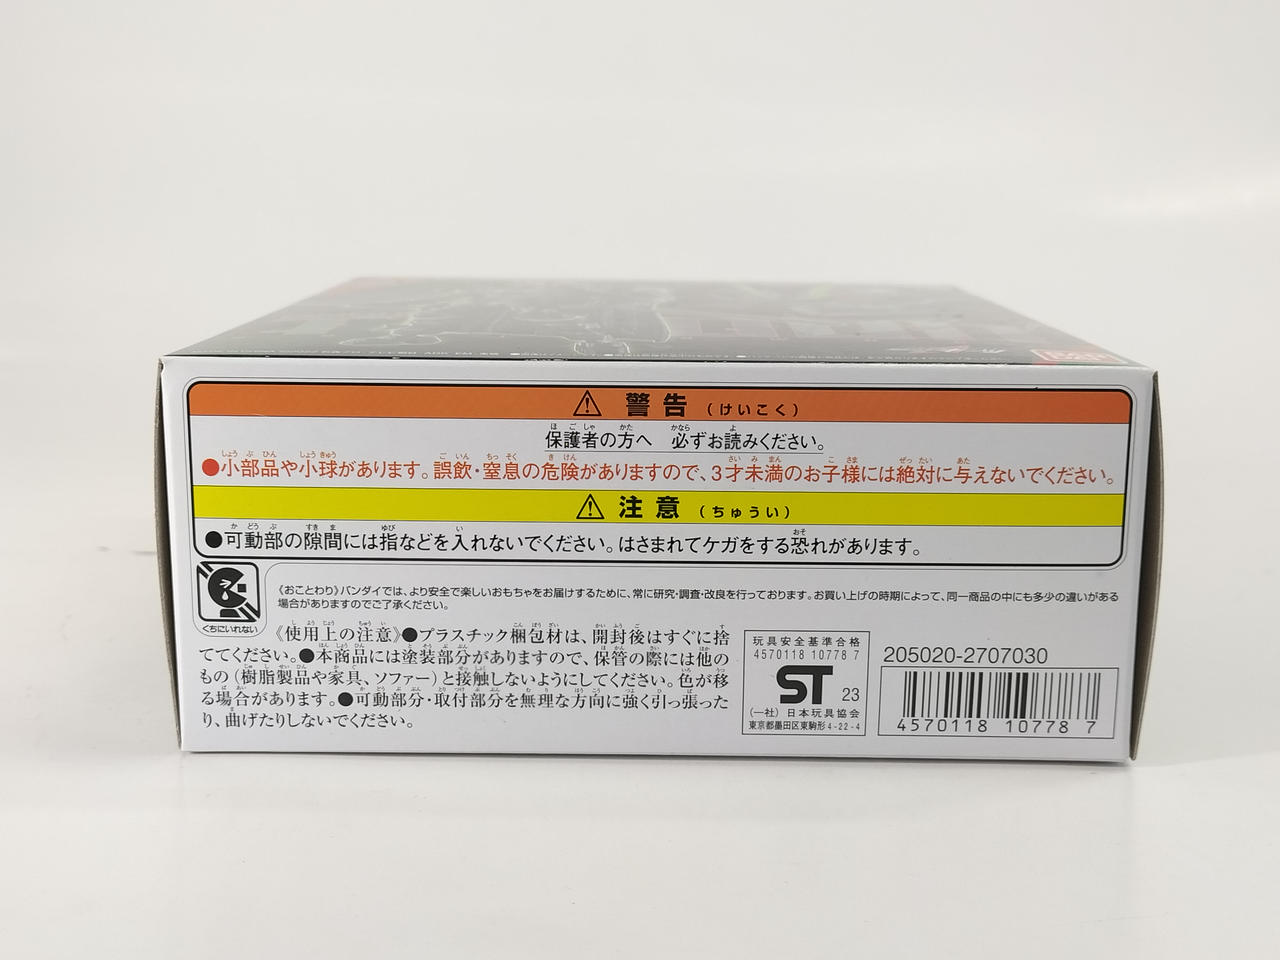 警告（けいこく）
保護者の方へ 必ずお読みください。
●小部品や小球があります。誤飲・窒息の危険がありますので、3才未満のお子様には絶対に与えないでください。
注意（ちゅうい）
●可動部の隙間には指などを入れないでください。はさまれてケガをする恐れがあります。
くちにいれない
《おことわり》バンダイでは、より安全で楽しいおもちゃをお届けするために、常に研究・調査・改良を行っております。お買い上げの時期によって、同一商品の中にも多少の違いがある
場合がありますのでご了承ください。
《使用上の注意》●プラスチック梱包材は、開封後はすぐに捨
ててください。●本商品には塗装部分がありますので、保管の際には他の
もの（樹脂製品や家具、ソファー）と接触しないようにしてください。色が移
る場合があります。●可動部分・取付部分を無理な方向に強く引っ張った
り、曲げたりしないでください。
玩具安全基準合格
4570118 10778 7
ST 23
（一社）日本玩具協会
東京都墨田区東駒形4-22-4
205020-2707030
4570118 107787